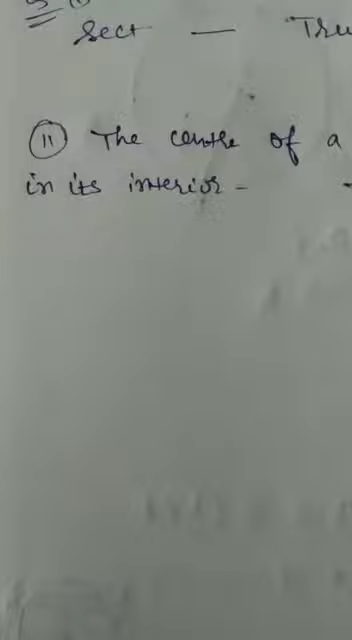 Sect — Tru
(11) The centre of a
in its interior -